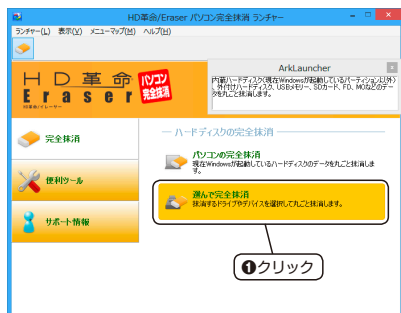 HD革命/Eraser パソコン完全抹消 ランチャー
ランチャー(L) 表示(V) メニューマップ(M) ヘルプ(H)
HD革命
Eraser
HD革命/イレーサー
パソコン
完全抹消
ArkLauncher
内蔵ハードディスク(現在Windowsが起動しているパーティション以外)
、外付けハードディスク、USBメモリー、SDカード、FD、MOなどのデー
タを丸ごと抹消します。
完全抹消
便利ツール
サポート情報
ハードディスクの完全抹消
パソコンの完全抹消
現在Windowsが起動しているハードディスクのデータを丸ごと抹消しま
す。
選んで完全抹消
抹消するドライブやデバイスを選択して丸ごと抹消します。
❶クリック